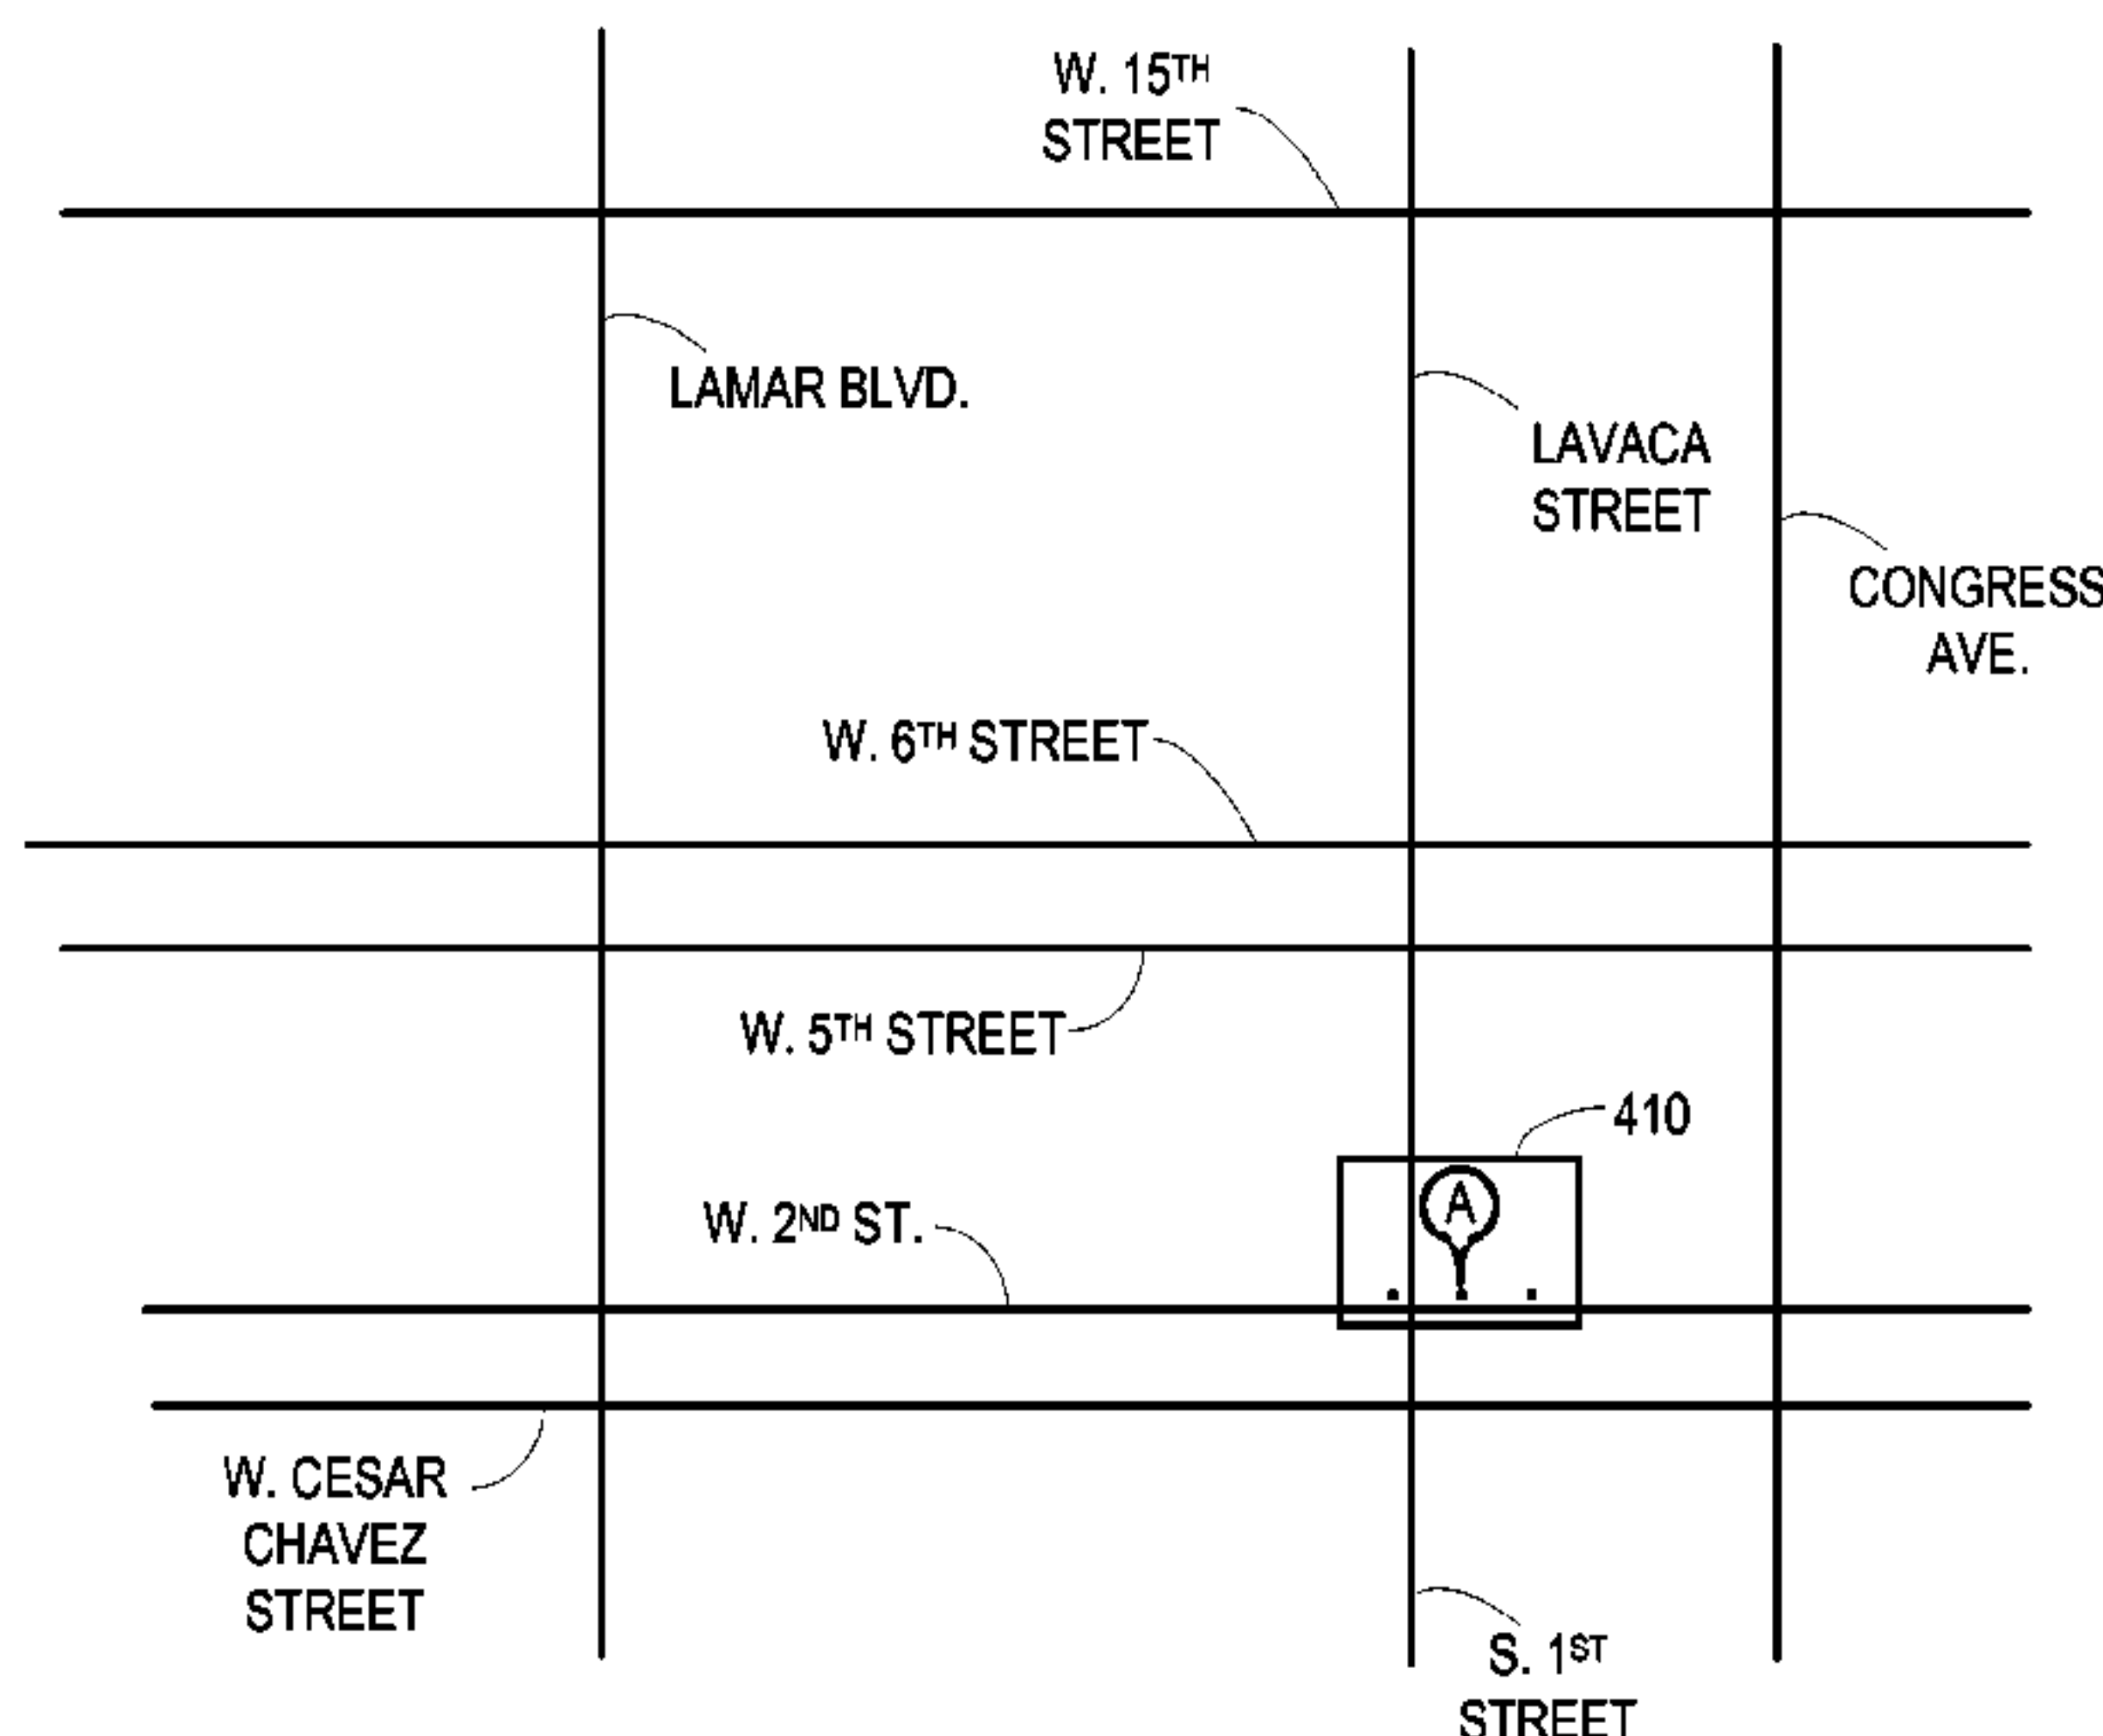 W. 15TH
STREET
LAMAR BLVD.
LAVACA
STREET
CONGRESS
AVE.
W. 6TH STREET
W. 5TH STREET
410
A
W. 2ND ST.
W. CESAR
CHAVEZ
STREET
S. 1ST
STREET